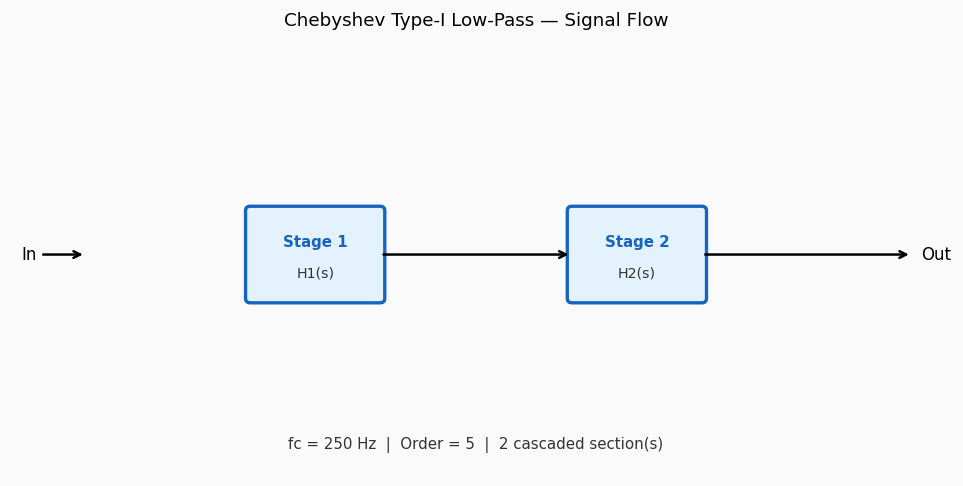 Chebyshev Type-I Low-Pass — Signal Flow
In
Stage 1
H1(s)
Stage 2
H2(s)
Out
fc = 250 Hz | Order = 5 | 2 cascaded section(s)